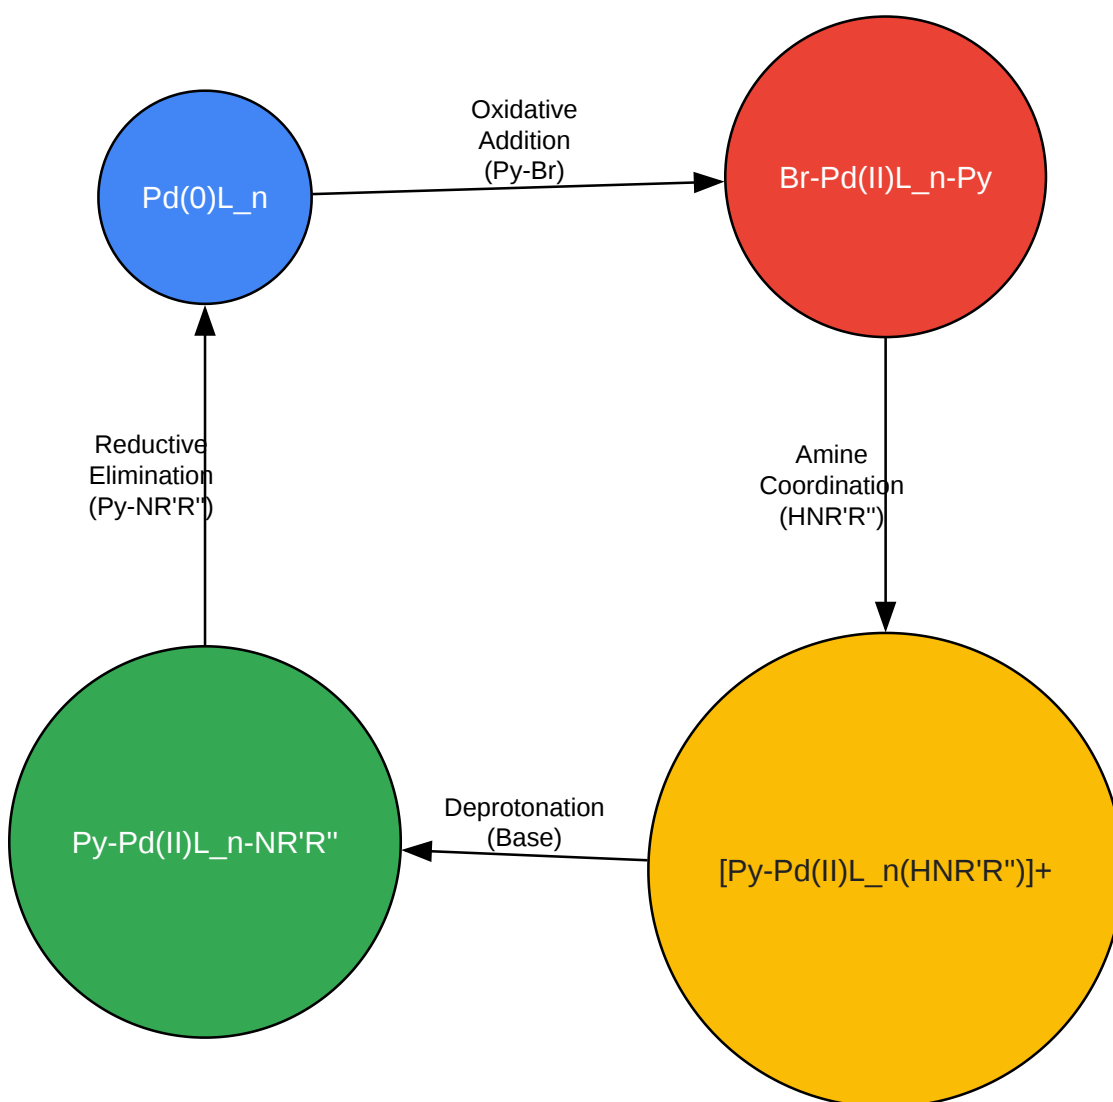 Oxidative
Addition
(Py-Br)
Pd(0)L_n
Br-Pd(II)L_n-Py
Reductive
Elimination
(Py-NR'R'')
Amine
Coordination
(HNR'R'')
Deprotonation
(Base)
Py-Pd(II)L_n-NR'R''
[Py-Pd(II)L_n(HNR'R'')]+